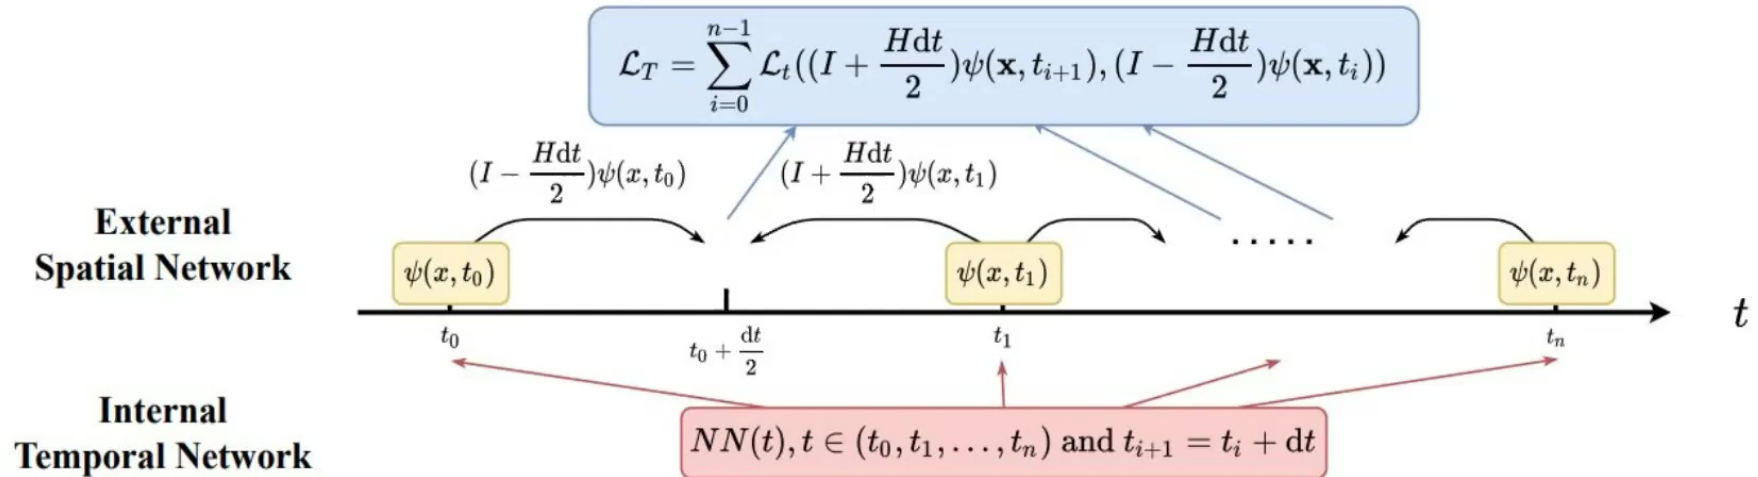 $\mathcal{L}_T = \sum_{i=0}^{n-1} \mathcal{L}_t((I + \frac{H\mathrm{d}t}{2})\psi(\mathbf{x}, t_{i+1}), (I - \frac{H\mathrm{d}t}{2})\psi(\mathbf{x}, t_i))$
$(I - \frac{H\mathrm{d}t}{2})\psi(x, t_0)$ $(I + \frac{H\mathrm{d}t}{2})\psi(x, t_1)$
External
Spatial Network
$\psi(x, t_0)$ $\psi(x, t_1)$ ..... $\psi(x, t_n)$
$t$
$t_0$ $t_0 + \frac{\mathrm{d}t}{2}$ $t_1$ $t_n$
Internal
Temporal Network
$NN(t), t \in (t_0, t_1, \ldots, t_n)$ and $t_{i+1} = t_i + \mathrm{d}t$